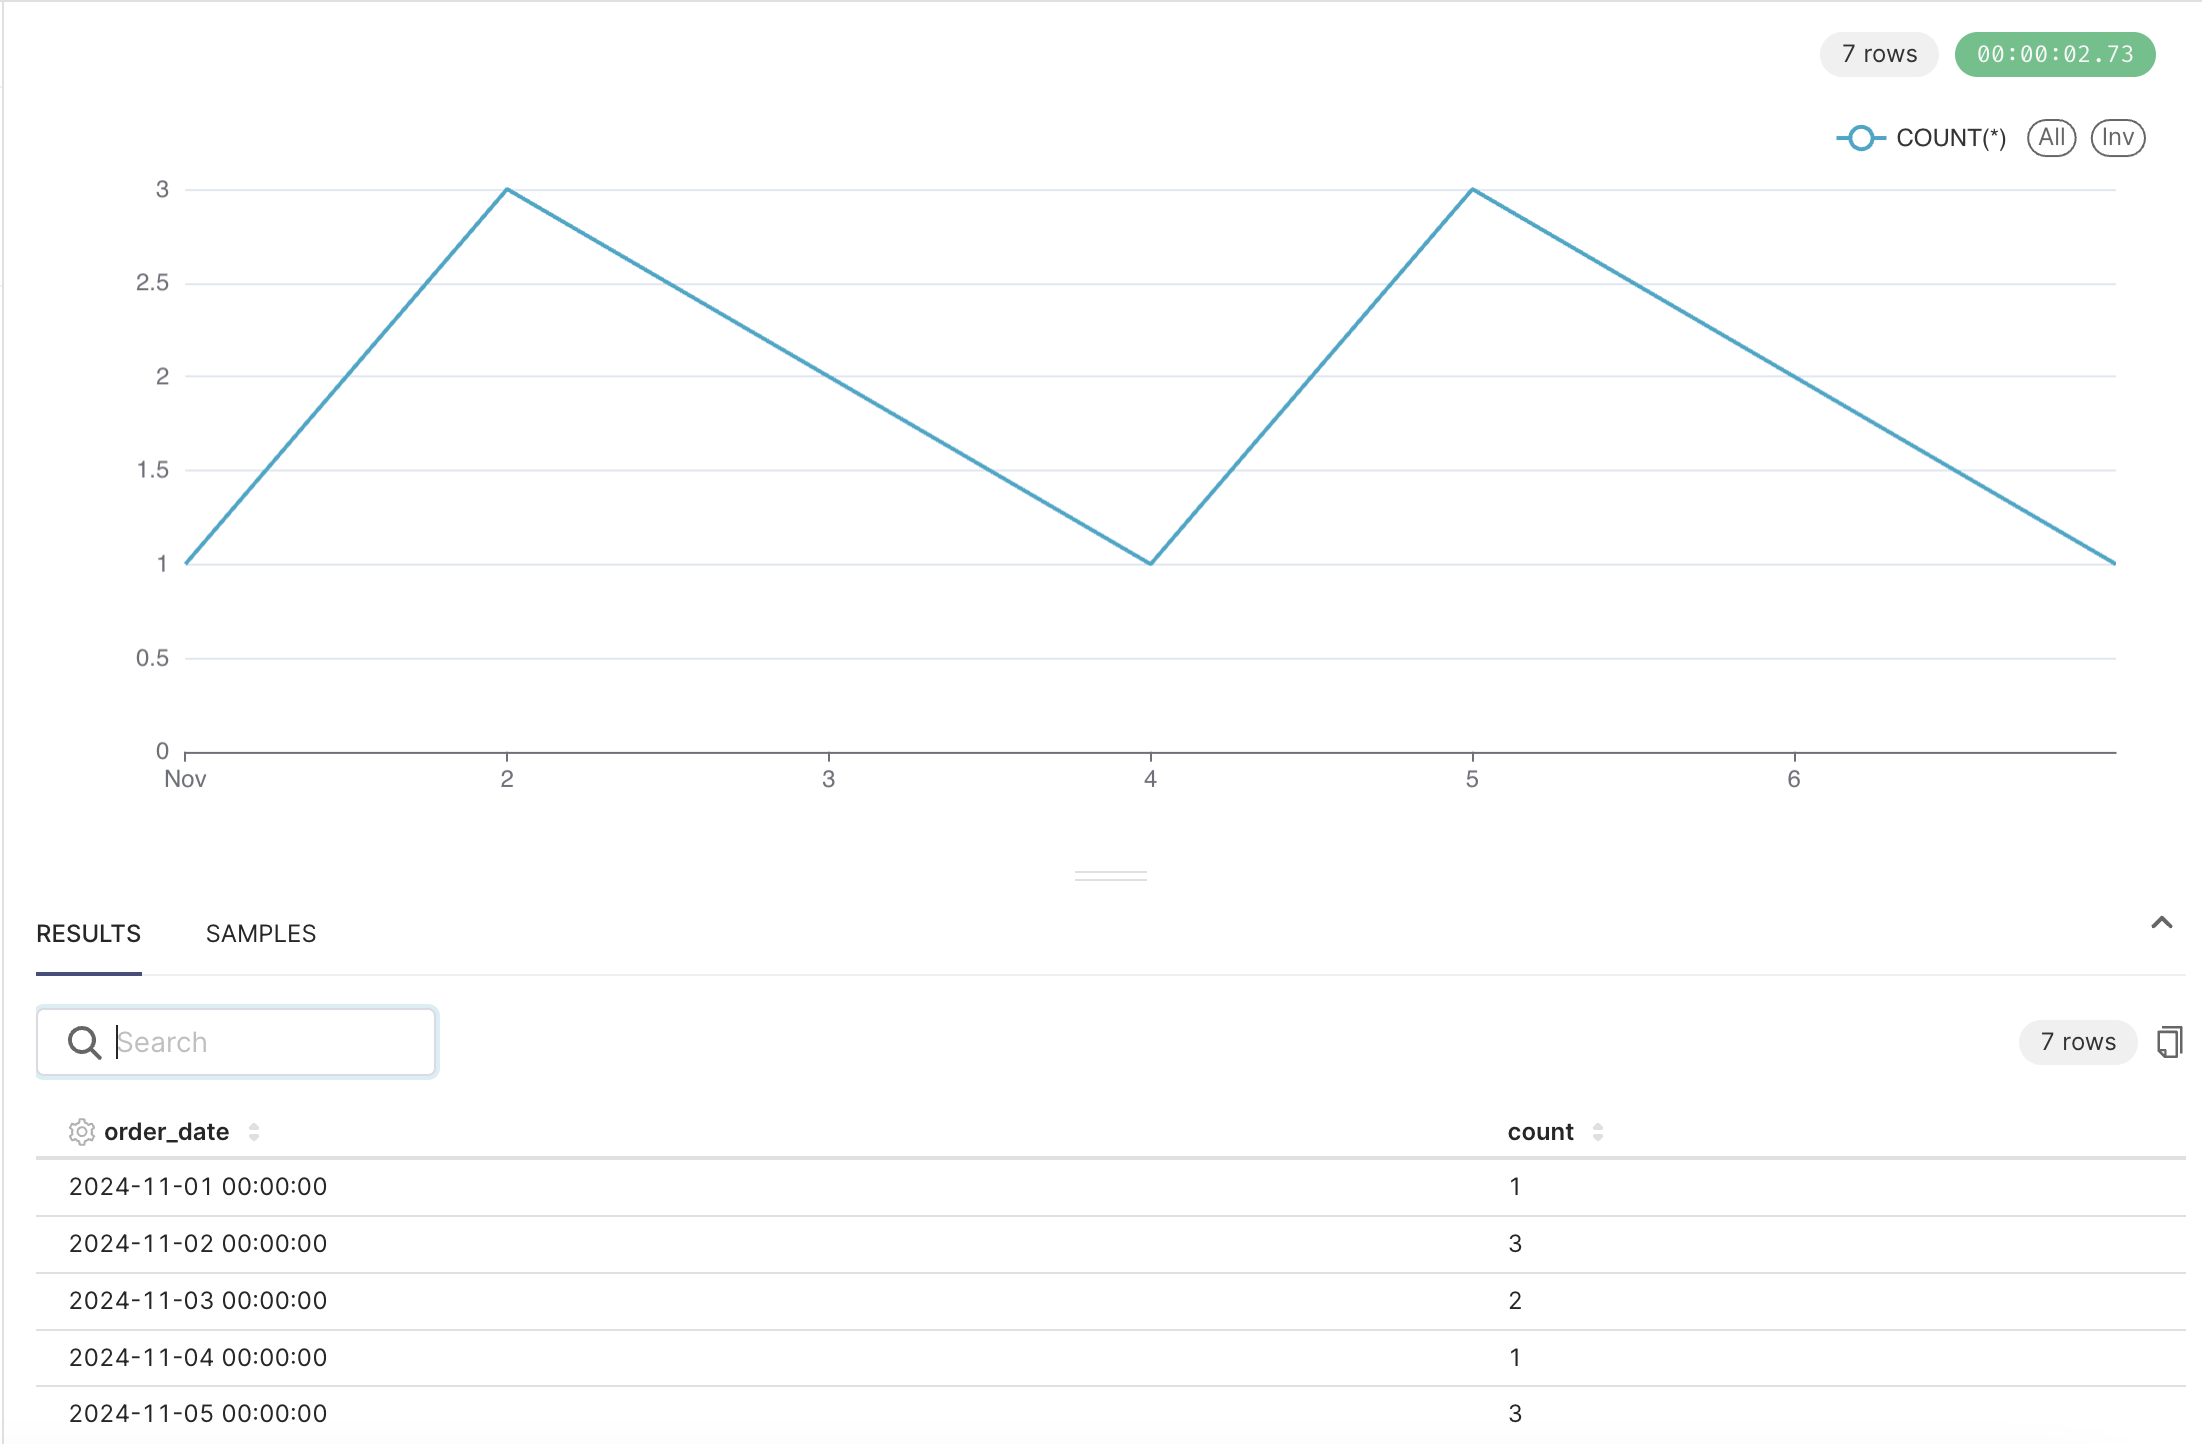 7 rows 00:00:02.73
COUNT(*) All Inv
3
2.5
2
1.5
1
0.5
0
Nov 2 3 4 5 6
RESULTS SAMPLES
Search 7 rows
order_date count
2024-11-01 00:00:00 1
2024-11-02 00:00:00 3
2024-11-03 00:00:00 2
2024-11-04 00:00:00 1
2024-11-05 00:00:00 3